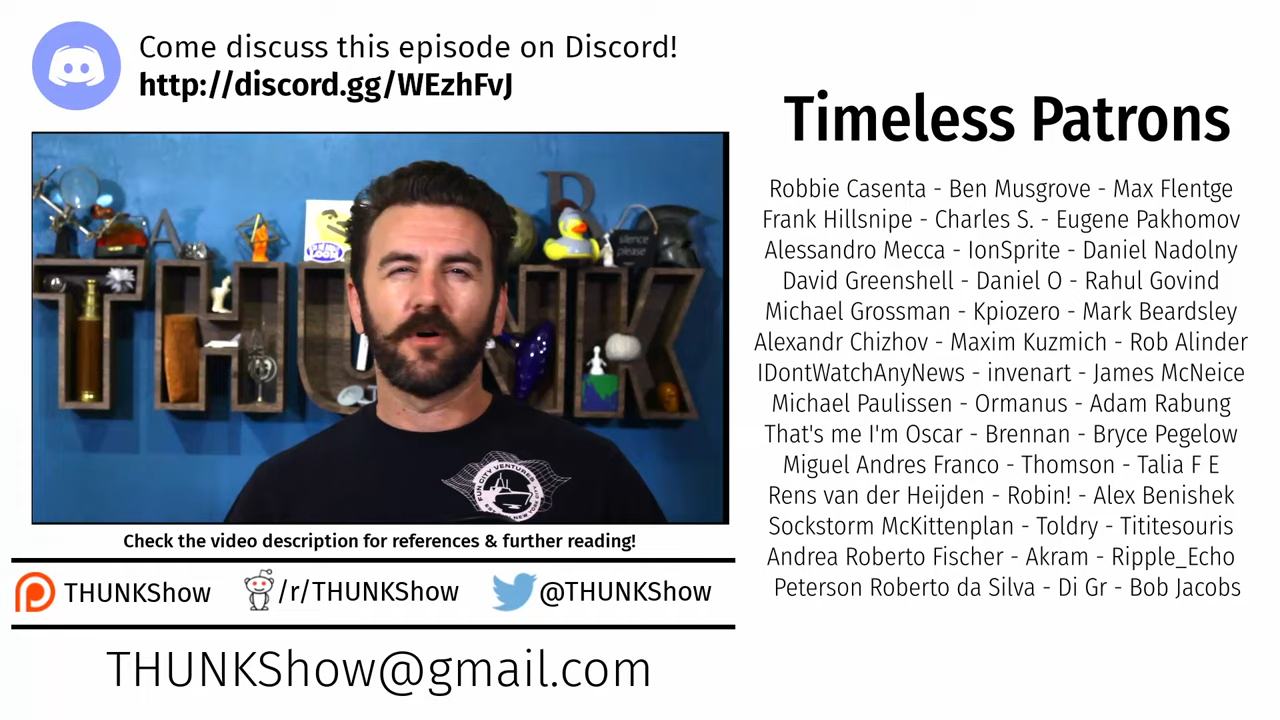 Come discuss this episode on Discord!
http://discord.gg/WEzhFvJ
THUNK
silence
please
FUN CITY VENTURES
Check the video description for references & further reading!
THUNKShow
/r/THUNKShow
@THUNKShow
THUNKShow@gmail.com
Timeless Patrons
Robbie Casenta - Ben Musgrove - Max Flentge
Frank Hillsnipe - Charles S. - Eugene Pakhomov
Alessandro Mecca - IonSprite - Daniel Nadolny
David Greenshell - Daniel O - Rahul Govind
Michael Grossman - Kpiozero - Mark Beardsley
Alexandr Chizhov - Maxim Kuzmich - Rob Alinder
IDontWatchAnyNews - invenart - James McNeice
Michael Paulissen - Ormanus - Adam Rabung
That's me I'm Oscar - Brennan - Bryce Pegelow
Miguel Andres Franco - Thomson - Talia F E
Rens van der Heijden - Robin! - Alex Benishek
Sockstorm McKittenplan - Toldry - Tititesouris
Andrea Roberto Fischer - Akram - Ripple_Echo
Peterson Roberto da Silva - Di Gr - Bob Jacobs